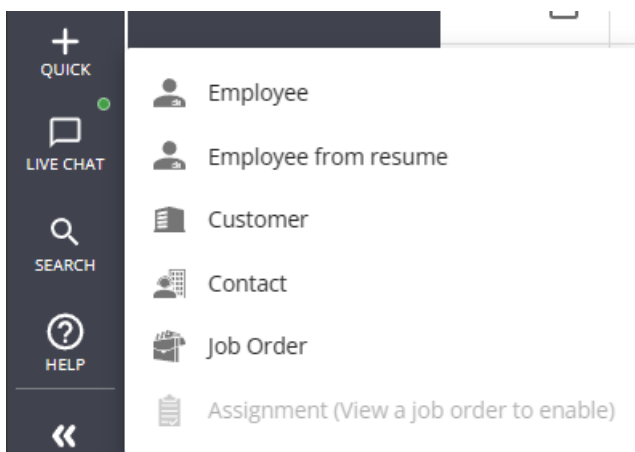 QUICK
LIVE CHAT
SEARCH
HELP
Employee
Employee from resume
Customer
Contact
Job Order
Assignment (View a job order to enable)